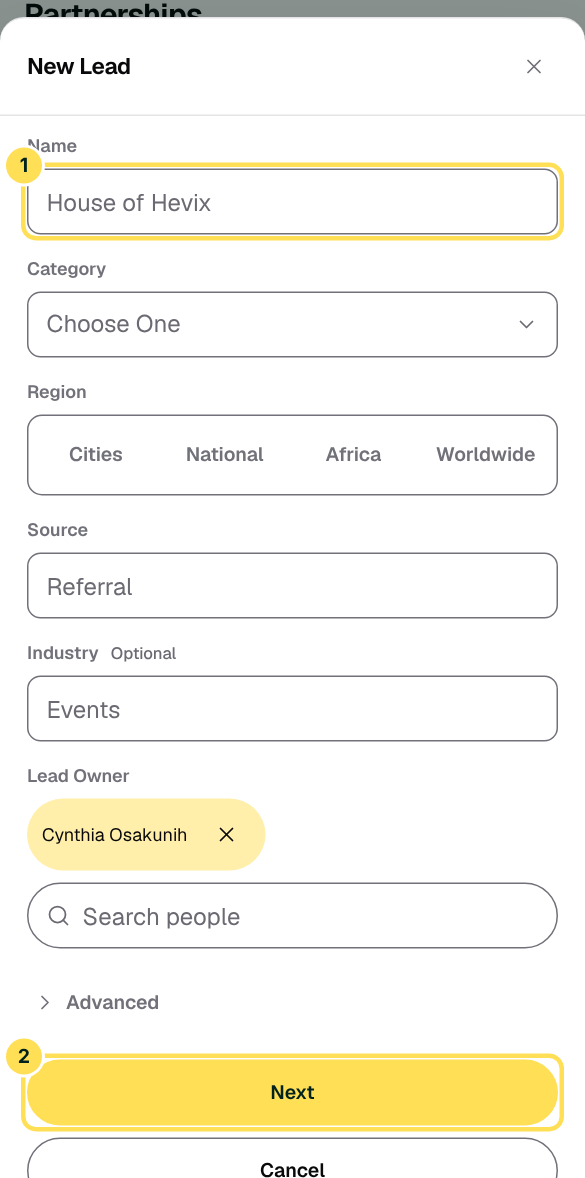 Partnerships
New Lead
Name
1
House of Hevix
Category
Choose One
Region
Cities National Africa Worldwide
Source
Referral
Industry Optional
Events
Lead Owner
Cynthia Osakunih
Search people
Advanced
2
Next
Cancel